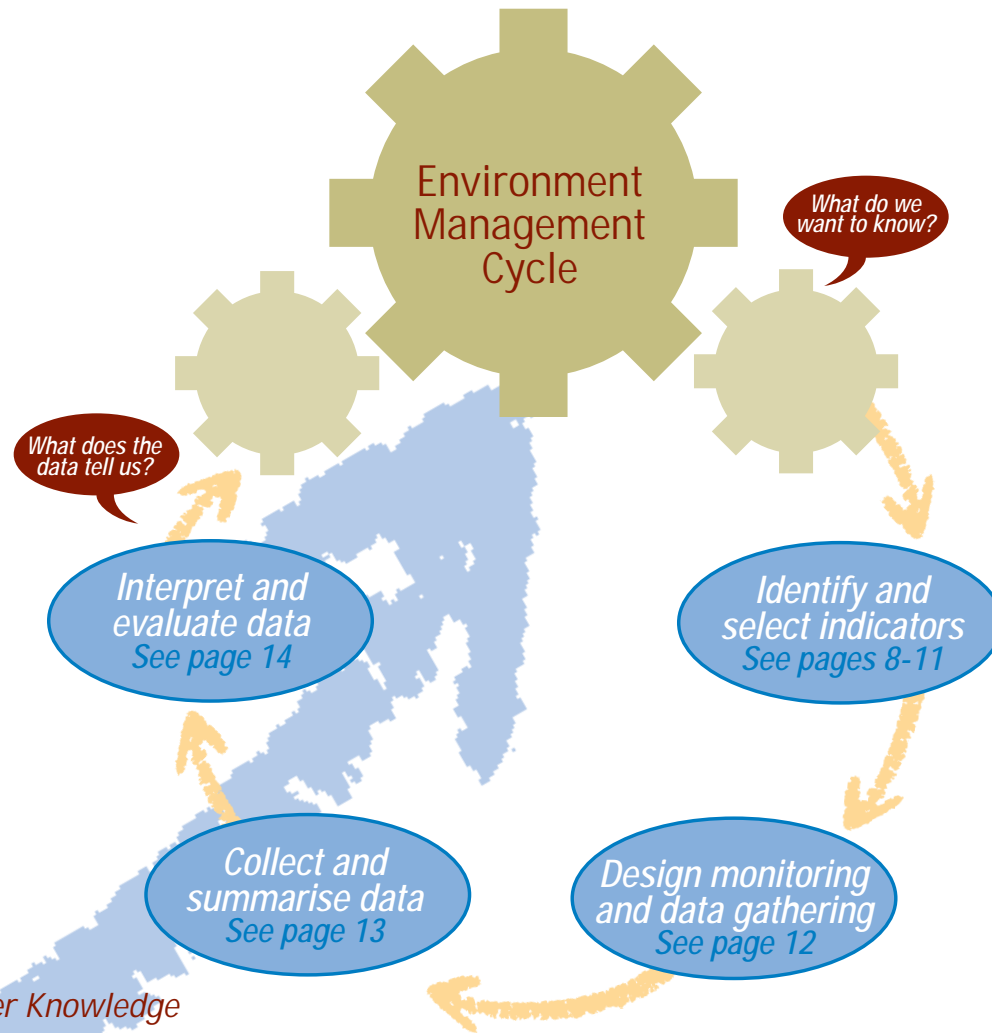 Environment
Management
Cycle
What do we
want to know?
What does the
data tell us?
Interpret and
evaluate data
See page 14
Identify and
select indicators
See pages 8-11
Collect and
summarise data
See page 13
Design monitoring
and data gathering
See page 12
Knowledge